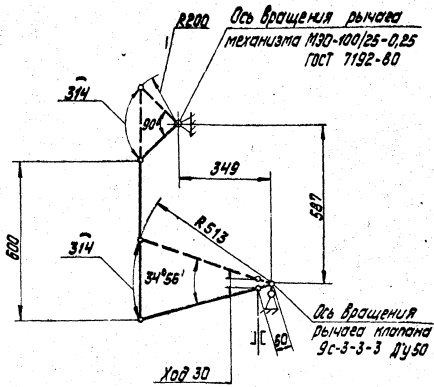 R200
Ось вращения рычага
механизма МЭО-100/25-0,25
ГОСТ 7192-80
314
90°
349
587
R513
600
314
34°56'
Ось вращения
рычага клапана
9с-3-3-3 Ду50
60
Ход 30